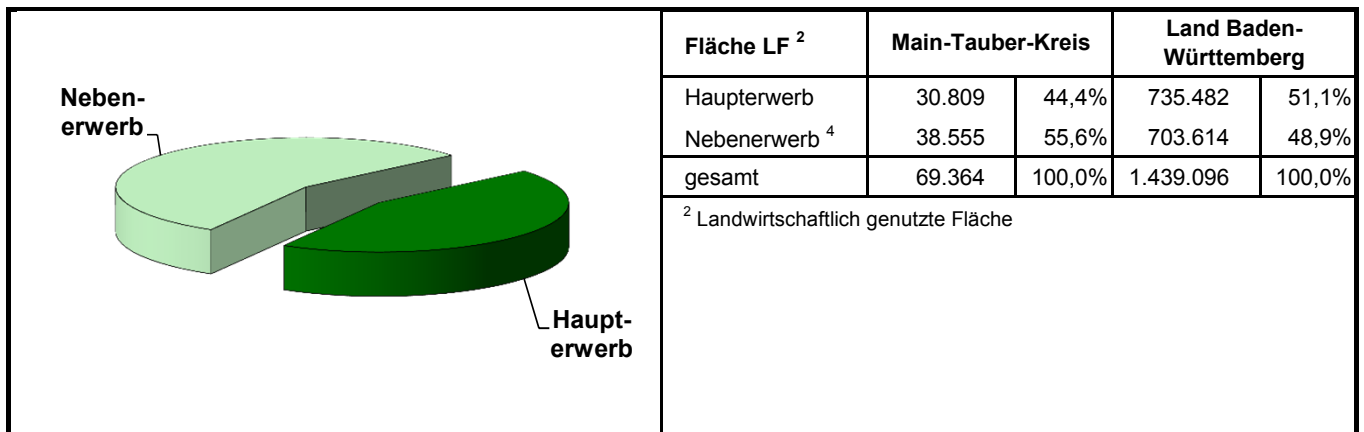 Neben-
erwerb
Haupt-
erwerb
Fläche LF ² Main-Tauber-Kreis Land Baden-
Württemberg
Haupterwerb 30.809 44,4% 735.482 51,1%
Nebenerwerb ⁴ 38.555 55,6% 703.614 48,9%
gesamt 69.364 100,0% 1.439.096 100,0%
² Landwirtschaftlich genutzte Fläche